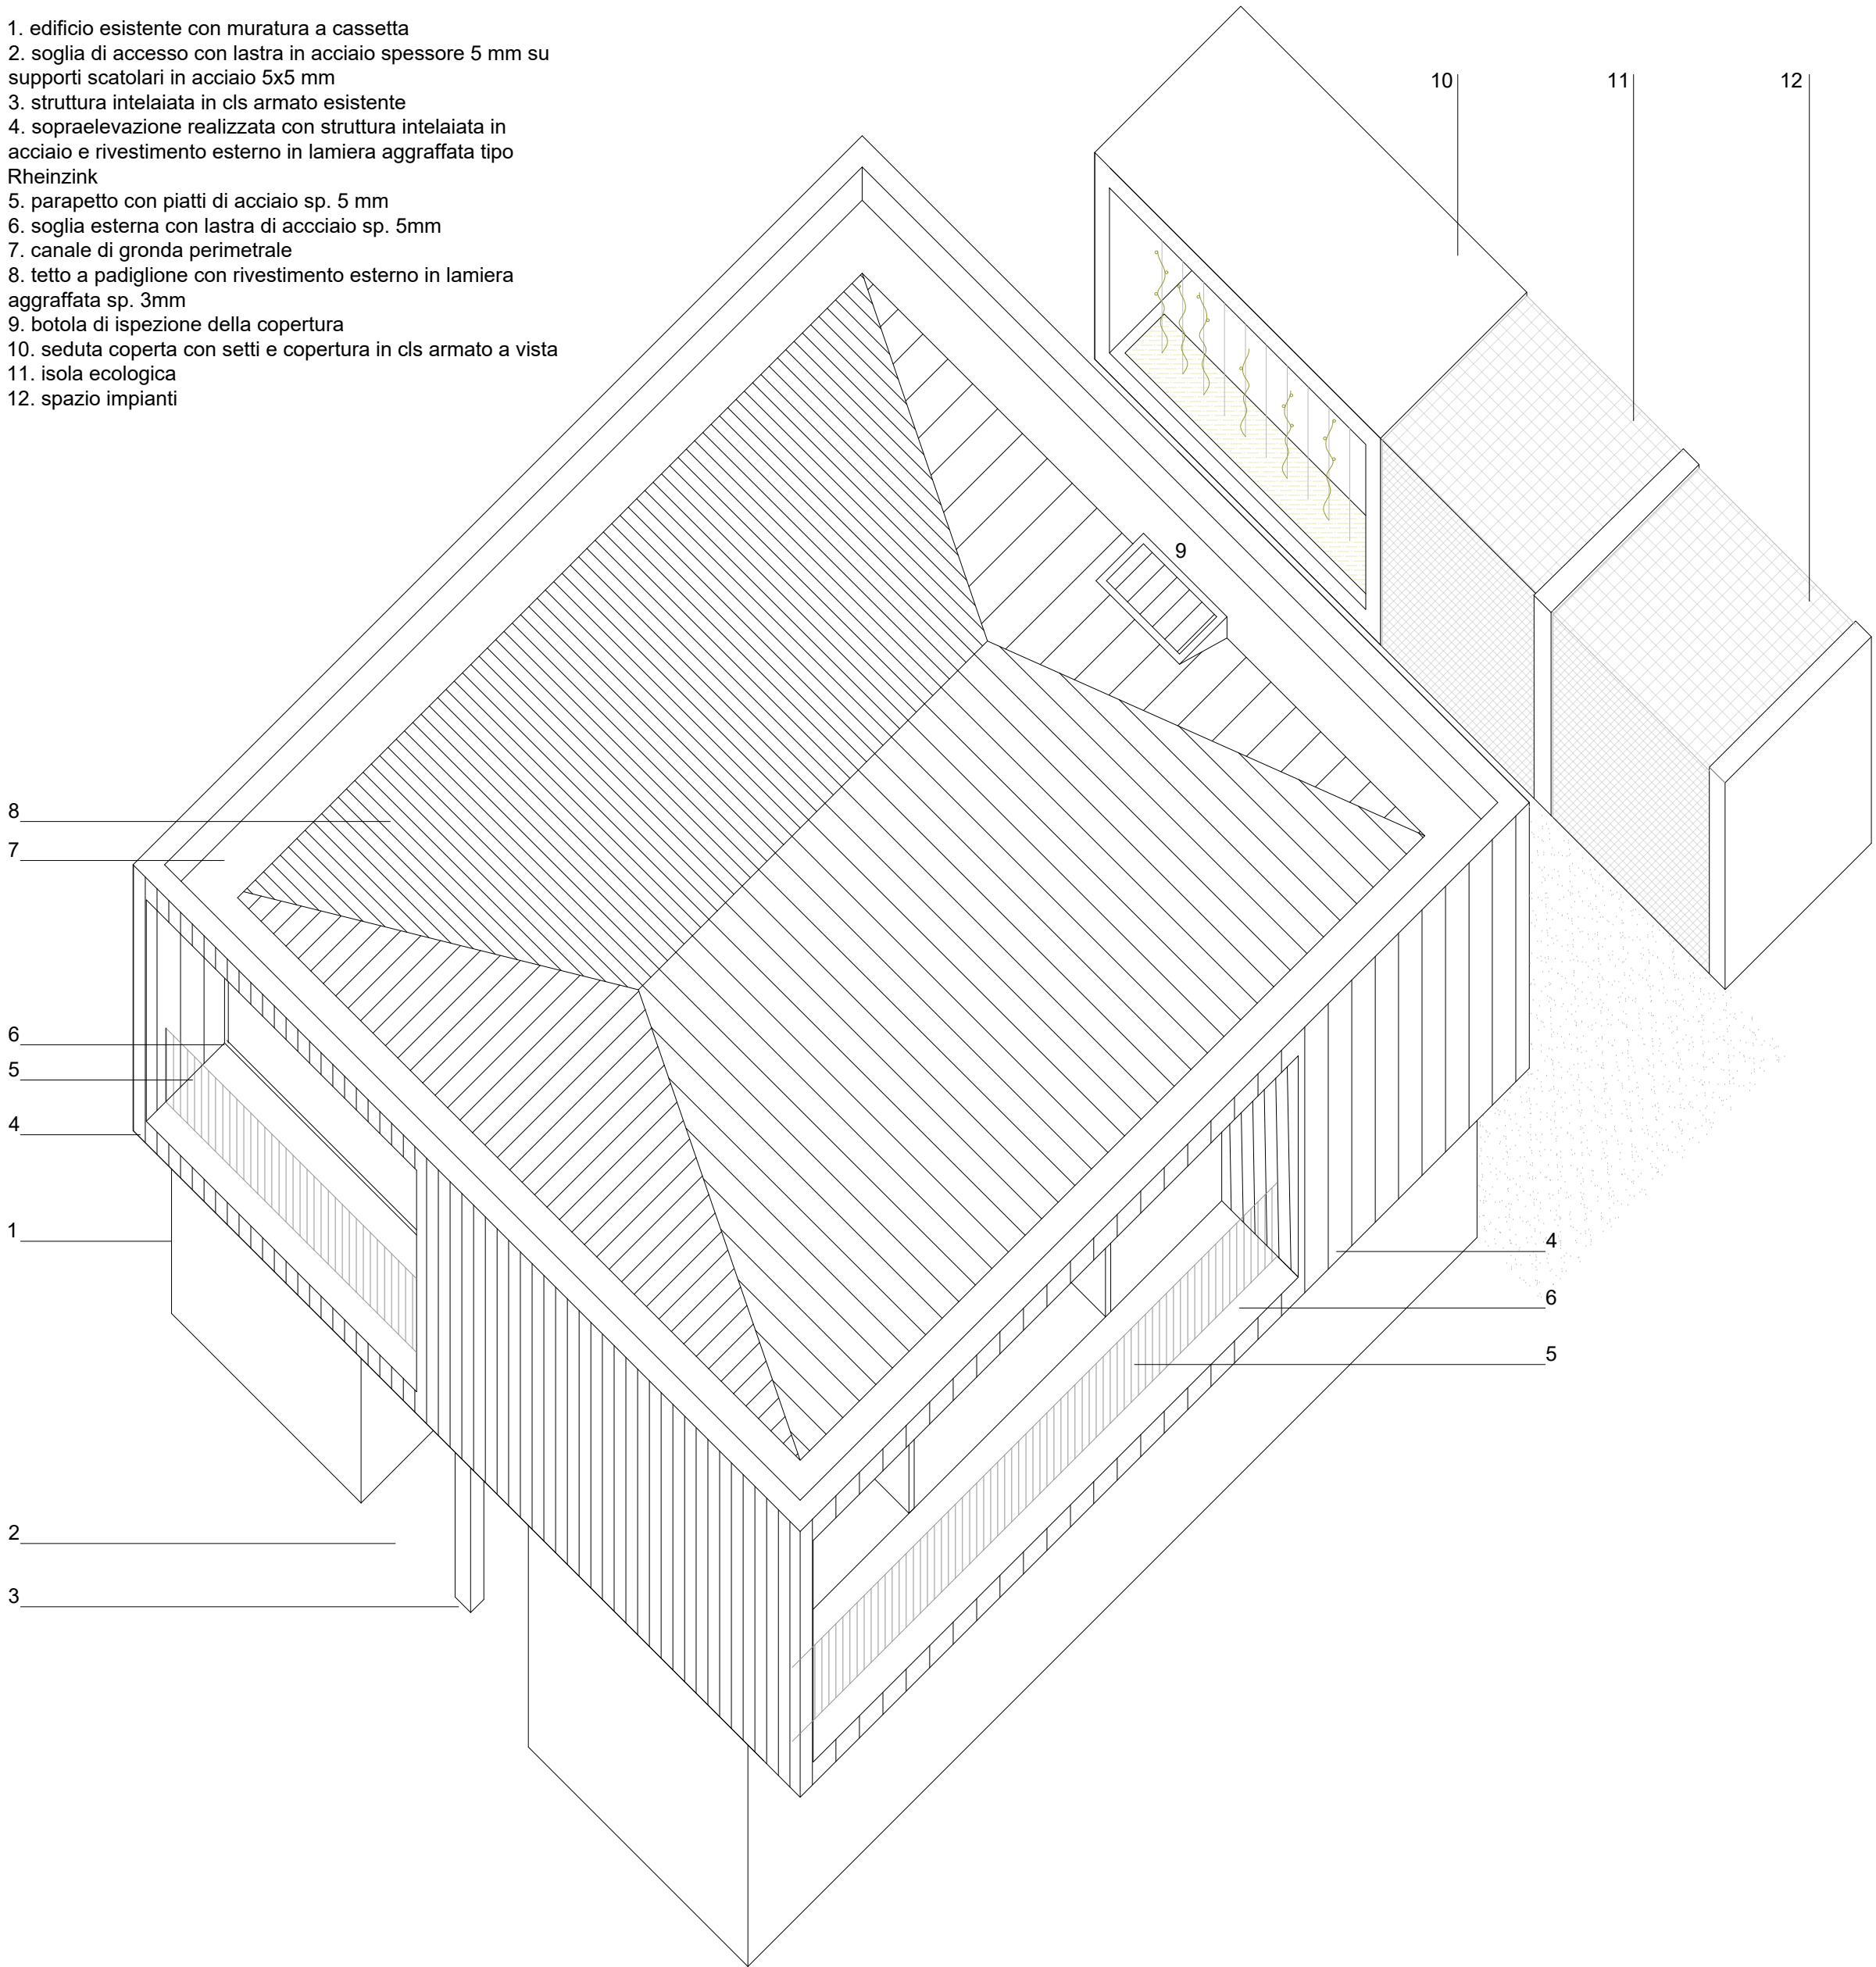 1. edificio esistente con muratura a cassetta
2. soglia di accesso con lastra in acciaio spessore 5 mm su
supporti scatolari in acciaio 5x5 mm
3. struttura intelaiata in cls armato esistente
4. sopraelevazione realizzata con struttura intelaiata in
acciaio e rivestimento esterno in lamiera aggraffata tipo
Rheinzink
5. parapetto con piatti di acciaio sp. 5 mm
6. soglia esterna con lastra di accciaio sp. 5mm
7. canale di gronda perimetrale
8. tetto a padiglione con rivestimento esterno in lamiera
aggraffata sp. 3mm
9. botola di ispezione della copertura
10. seduta coperta con setti e copertura in cls armato a vista
11. isola ecologica
12. spazio impianti
10 11 12
9
8
7
6
5
4
1
2
3
4
6
5